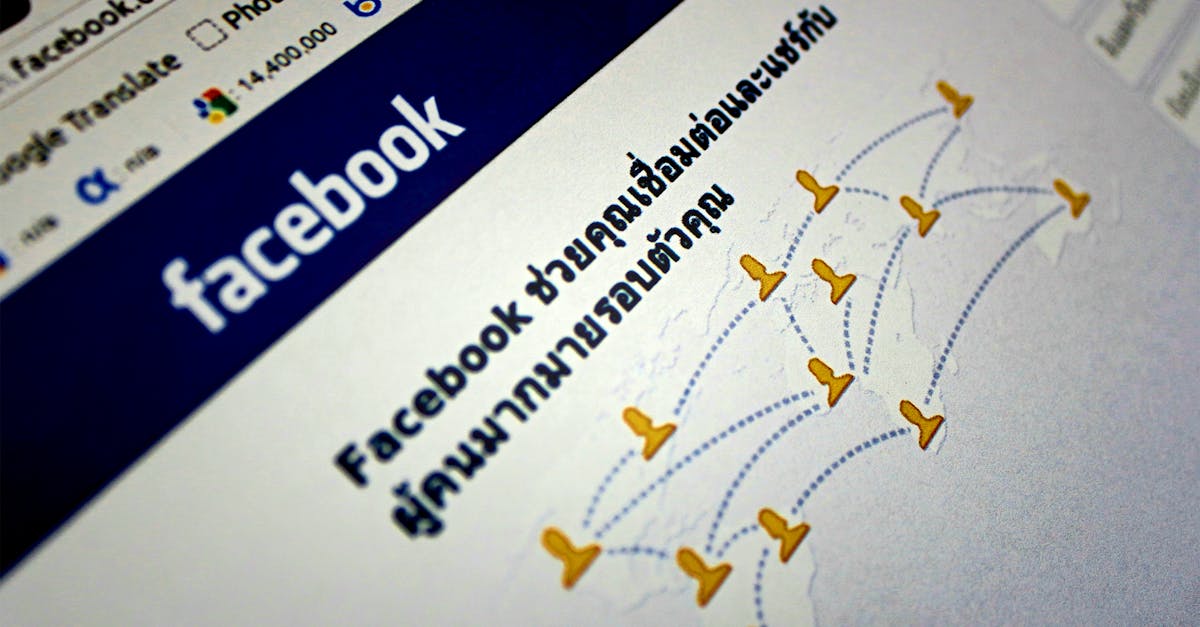 facebook.
Pho
oogle Translate
: 14,400,000
: n/a
: n/a
facebook
Facebook ช่วยคุณเชื่อมต่อและแชร์กับ
ผู้คนมากมายรอบตัวคุณ